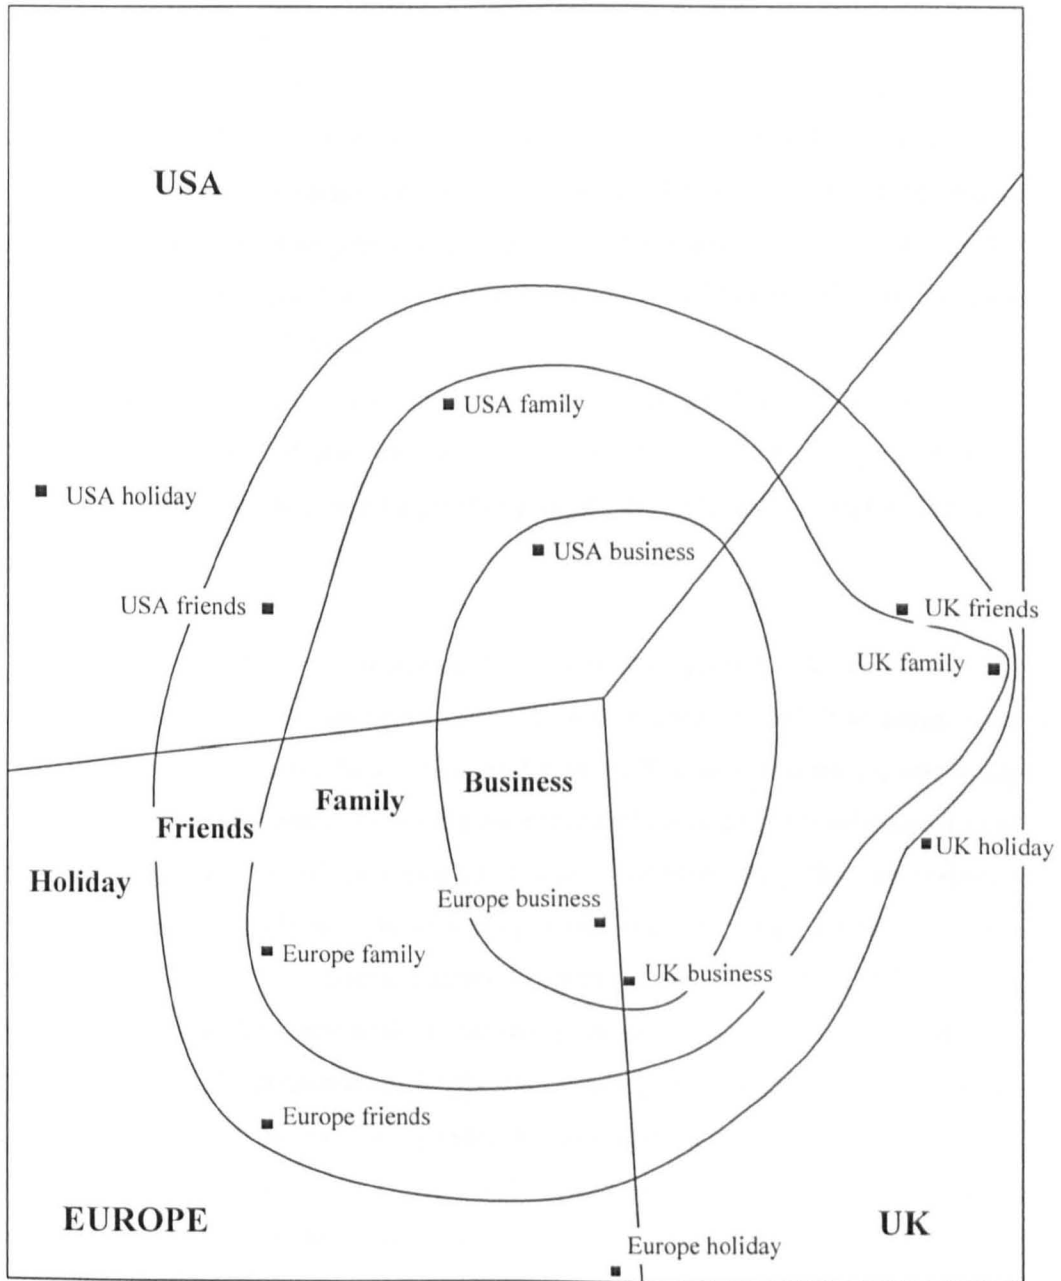 USA
USA family
USA holiday
USA business
USA friends
UK friends
UK family
Business
Family
Friends
UK holiday
Holiday
Europe business
Europe family
UK business
Europe friends
EUROPE
UK
Europe holiday